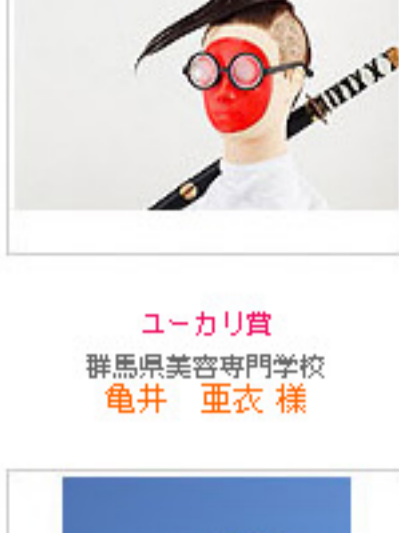 ユーカリ賞
群馬県美容専門学校
亀井　亜衣 様